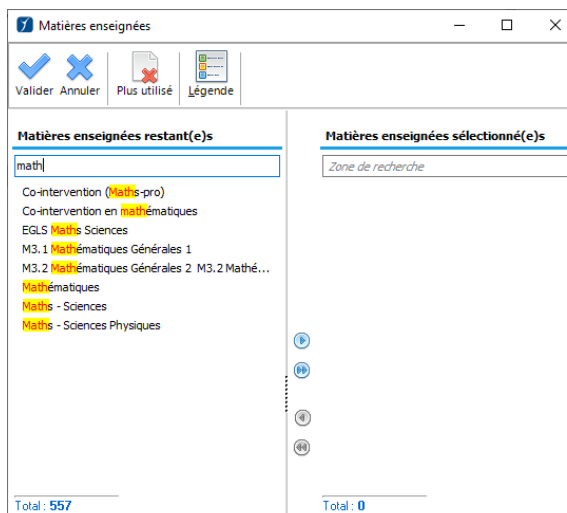 Matières enseignées
Valider Annuler Plus utilisé Légende
Matières enseignées restant(e)s
math
Co-intervention (Maths-pro)
Co-intervention en mathématiques
EGLS Maths Sciences
M3.1 Mathématiques Générales 1
M3.2 Mathématiques Générales 2 M3.2 Mathé...
Mathématiques
Maths - Sciences
Maths - Sciences Physiques
Total : 557
Matières enseignées sélectionné(e)s
Zone de recherche
Total : 0